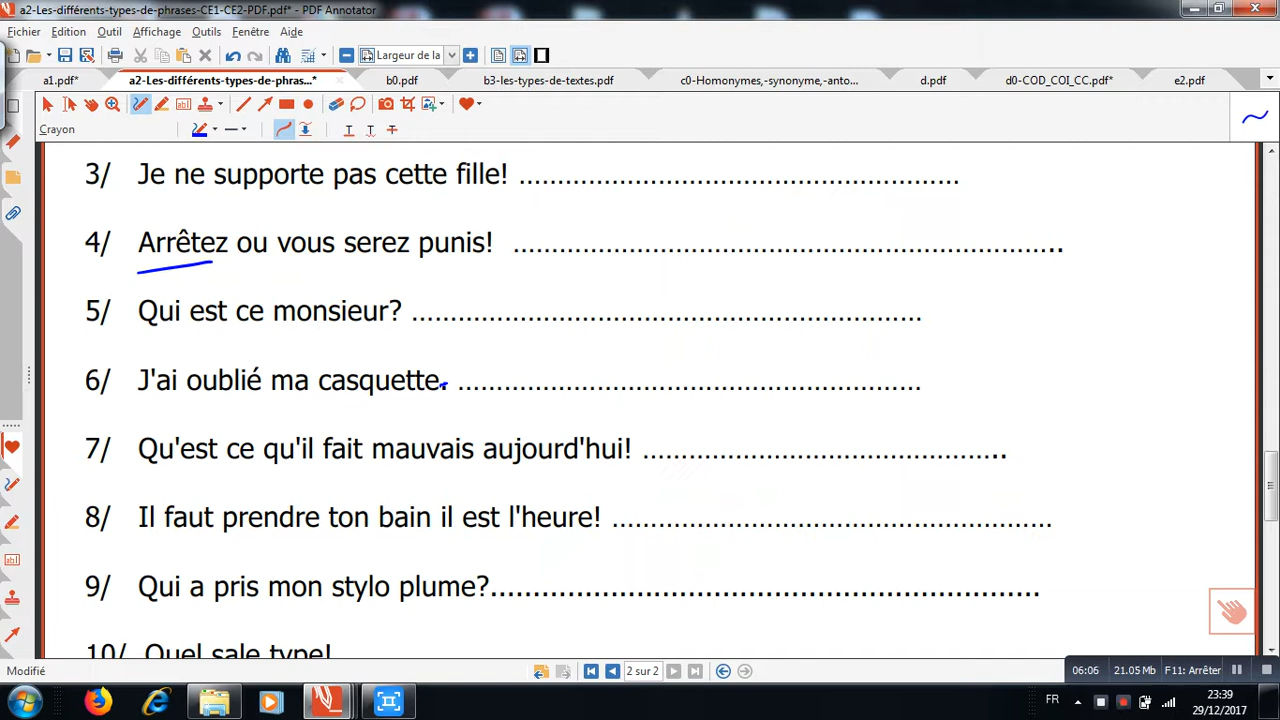 a2-Les-différents-types-de-phrases-CE1-CE2-PDF.pdf* - PDF Annotator
Fichier Edition Outil Affichage Outils Fenêtre Aide
Largeur de la
a1.pdf* a2-Les-différents-types-de-phras...* b0.pdf b3-les-types-de-textes.pdf c0-Homonymes,-synonyme,-anto... d.pdf d0-COD_COI_CC.pdf* e2.pdf
Crayon
3/ Je ne supporte pas cette fille! ..............................................
4/ Arrêtez ou vous serez punis! .........................................................
5/ Qui est ce monsieur? .....................................................
6/ J'ai oublié ma casquette. ................................................
7/ Qu'est ce qu'il fait mauvais aujourd'hui! ......................................
8/ Il faut prendre ton bain il est l'heure! ..............................................
9/ Qui a pris mon stylo plume?.........................................................
10/ Quel sale type!
Modifié
2 sur 2
06:06 21.05 Mb F11: Arrêter
FR
23:39
29/12/2017